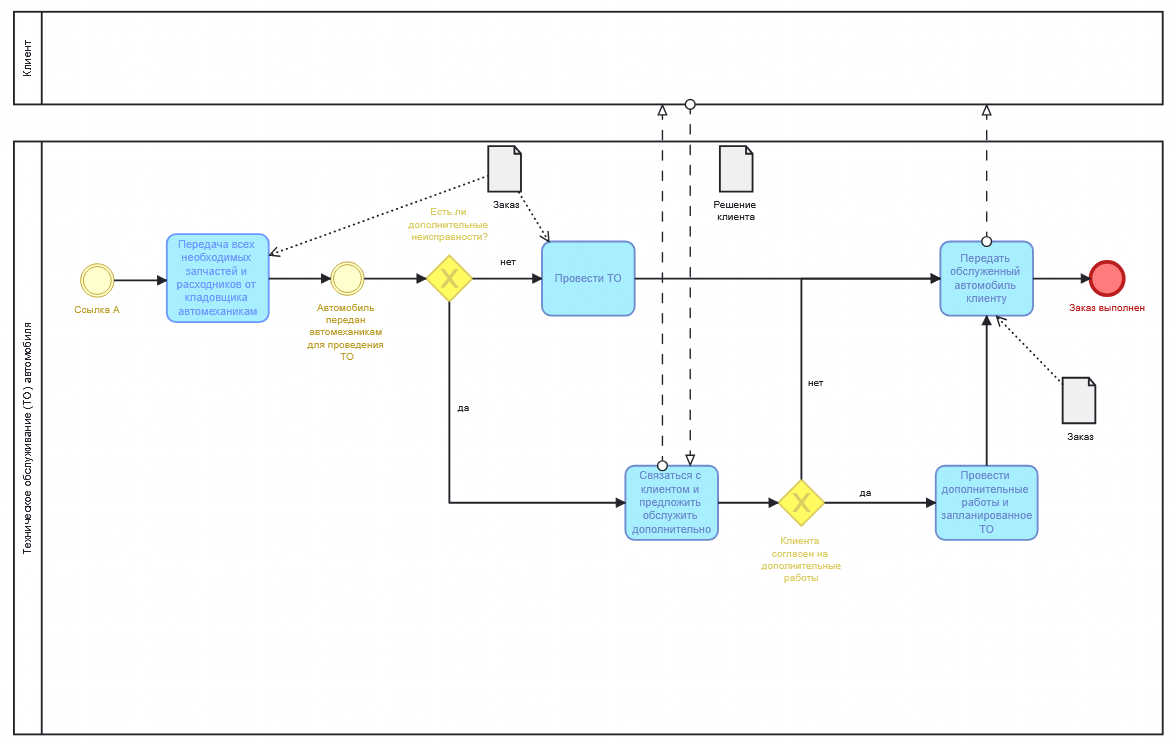 Клиент
Техническое обслуживание (ТО) автомобиля
Заказ
Решение
клиента
Есть ли
дополнительные
неисправности?
Передача всех
необходимых
запчастей и
расходников от
кладовщика
автомеханикам
нет
Провести ТО
Передать
обслуженный
автомобиль
клиенту
Ссылка А
Автомобиль
передан
автомеханикам
для проведения
ТО
Заказ выполнен
нет
да
Заказ
Связаться с
клиентом и
предложить
обслужить
дополнительно
да
Провести
дополнительные
работы и
запланированное
ТО
Клиента
согласен на
дополнительные
работы